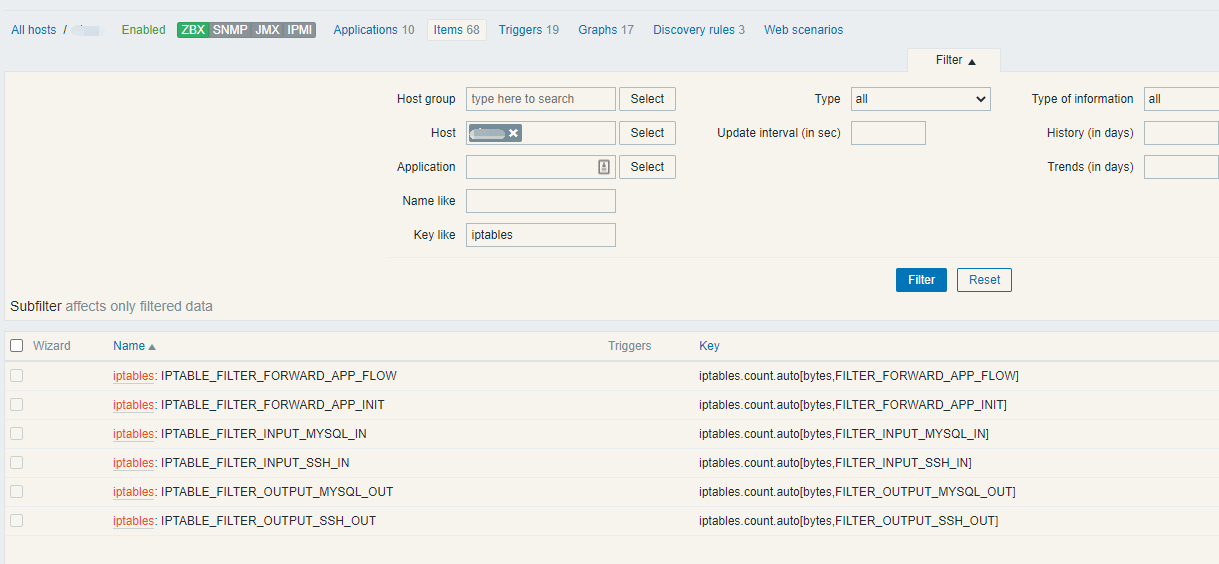 All hosts / Enabled ZBX SNMP JMX IPMI Applications 10 Items 68 Triggers 19 Graphs 17 Discovery rules 3 Web scenarios
Filter ▲
Host group type here to search Select Type all Type of information all
Host Select Update interval (in sec) History (in days)
Application Select Trends (in days)
Name like
Key like iptables
Filter Reset
Subfilter affects only filtered data
Wizard Name ▲ Triggers Key
iptables: IPTABLE_FILTER_FORWARD_APP_FLOW iptables.count.auto[bytes,FILTER_FORWARD_APP_FLOW]
iptables: IPTABLE_FILTER_FORWARD_APP_INIT iptables.count.auto[bytes,FILTER_FORWARD_APP_INIT]
iptables: IPTABLE_FILTER_INPUT_MYSQL_IN iptables.count.auto[bytes,FILTER_INPUT_MYSQL_IN]
iptables: IPTABLE_FILTER_INPUT_SSH_IN iptables.count.auto[bytes,FILTER_INPUT_SSH_IN]
iptables: IPTABLE_FILTER_OUTPUT_MYSQL_OUT iptables.count.auto[bytes,FILTER_OUTPUT_MYSQL_OUT]
iptables: IPTABLE_FILTER_OUTPUT_SSH_OUT iptables.count.auto[bytes,FILTER_OUTPUT_SSH_OUT]